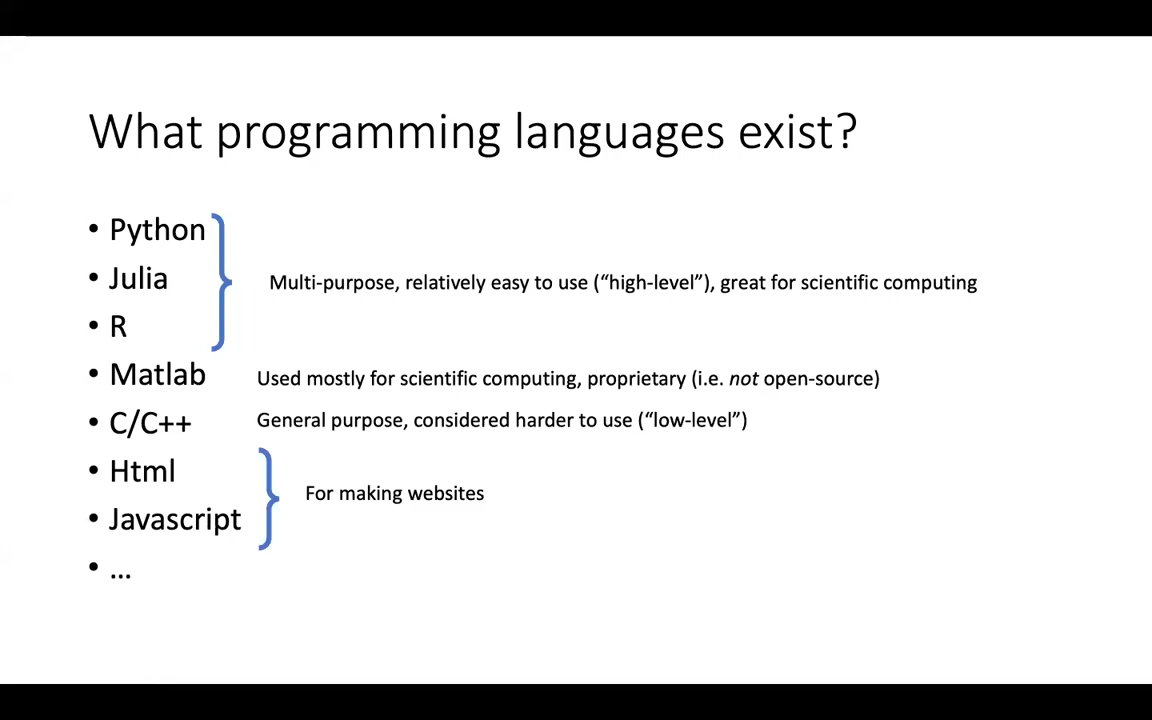 What programming languages exist?
• Python
• Julia
Multi-purpose, relatively easy to use (“high-level”), great for scientific computing
• R
• Matlab
Used mostly for scientific computing, proprietary (i.e. not open-source)
• C/C++
General purpose, considered harder to use (“low-level”)
• Html
For making websites
• Javascript
• ...